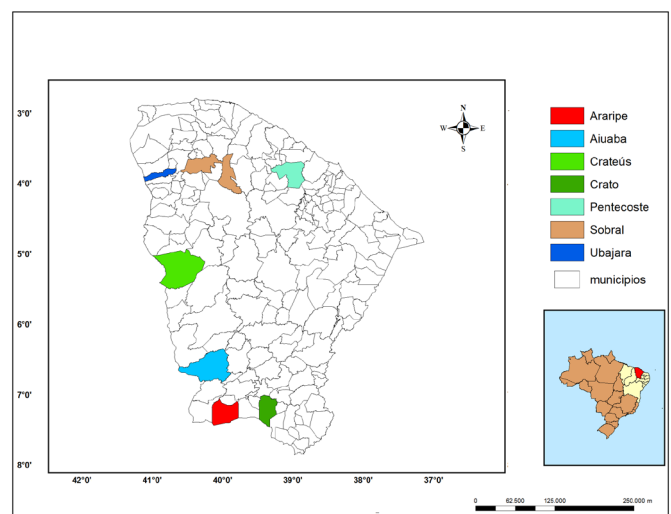 N
W
E
S
3°0'
4°0'
5°0'
6°0'
7°0'
8°0'
42°0'
41°0'
40°0'
39°0'
38°0'
37°0'
Araripe
Aiuaba
Crateús
Crato
Pentecoste
Sobral
Ubajara
municipios
0
62.500
125.000
250.000 m